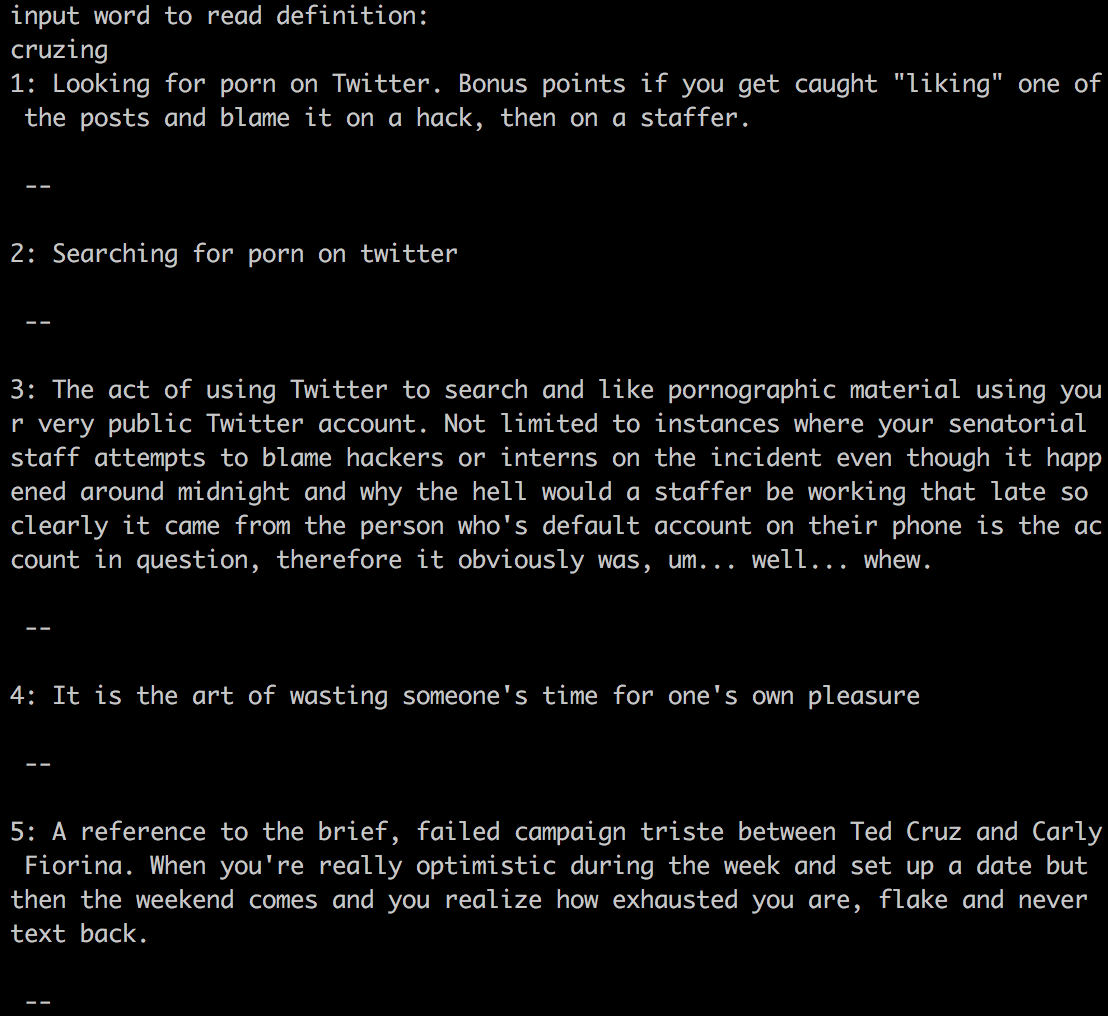 input word to read definition:
cruzing
1: Looking for porn on Twitter. Bonus points if you get caught "liking" one of
 the posts and blame it on a hack, then on a staffer.
 --
2: Searching for porn on twitter
 --
3: The act of using Twitter to search and like pornographic material using you
r very public Twitter account. Not limited to instances where your senatorial
staff attempts to blame hackers or interns on the incident even though it happ
ened around midnight and why the hell would a staffer be working that late so
clearly it came from the person who's default account on their phone is the ac
count in question, therefore it obviously was, um... well... whew.
 --
4: It is the art of wasting someone's time for one's own pleasure
 --
5: A reference to the brief, failed campaign triste between Ted Cruz and Carly
 Fiorina. When you're really optimistic during the week and set up a date but
then the weekend comes and you realize how exhausted you are, flake and never
text back.
 --